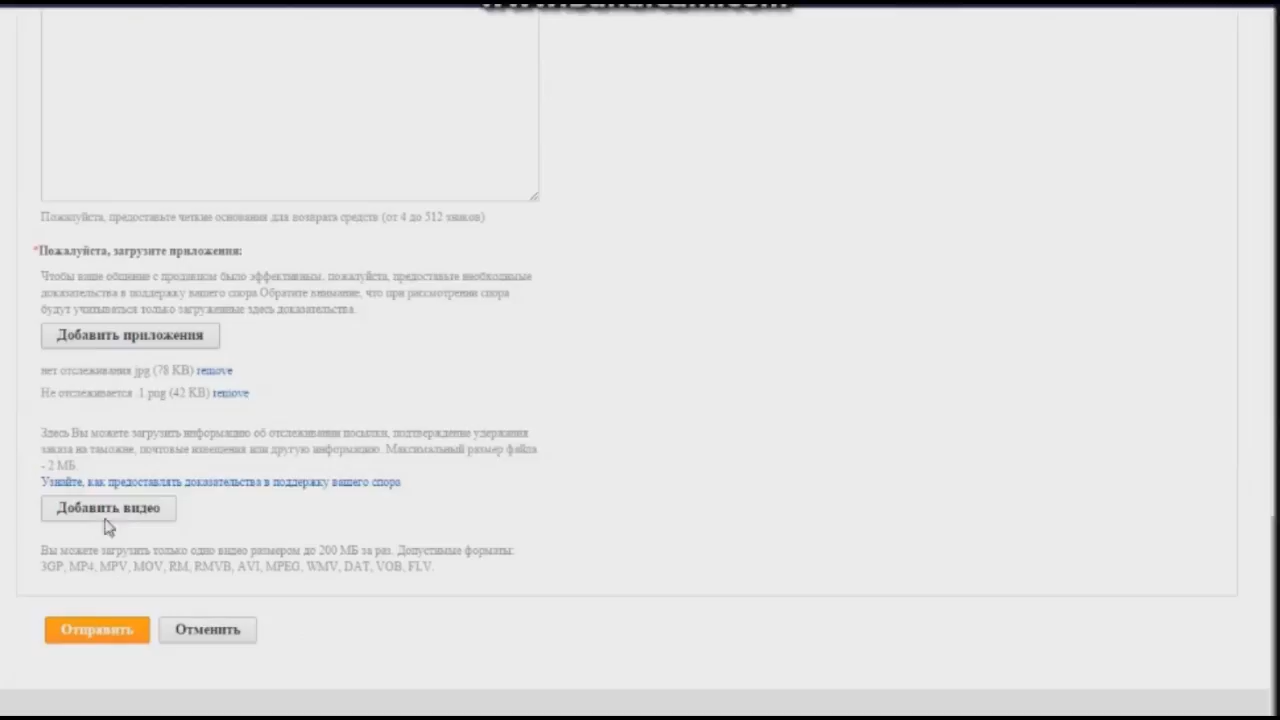 Пожалуйста, предоставьте четкие основания для возврата средств (от 4 до 512 знаков)
*Пожалуйста, загрузите приложения:
Чтобы ваше общение с продавцом было эффективным, пожалуйста, предоставьте необходимые
доказательства в поддержку вашего спора Обратите внимание, что при рассмотрении спора
будут учитываться только загруженные здесь доказательства.
Добавить приложения
нет отслеживания.jpg (78 KB) remove
Не отслеживается .1.png (42 KB) remove
Здесь Вы можете загрузить информацию об отслеживании посылки, подтверждение удержания
заказа на таможне, почтовые извещения или другую информацию. Максимальный размер файла
- 2 МБ.
Узнайте, как предоставлять доказательства в поддержку вашего спора
Добавить видео
Вы можете загрузить только одно видео размером до 200 МБ за раз. Допустимые форматы:
3GP, MP4, MPV, MOV, RM, RMVB, AVI, MPEG, WMV, DAT, VOB, FLV.
Отправить
Отменить